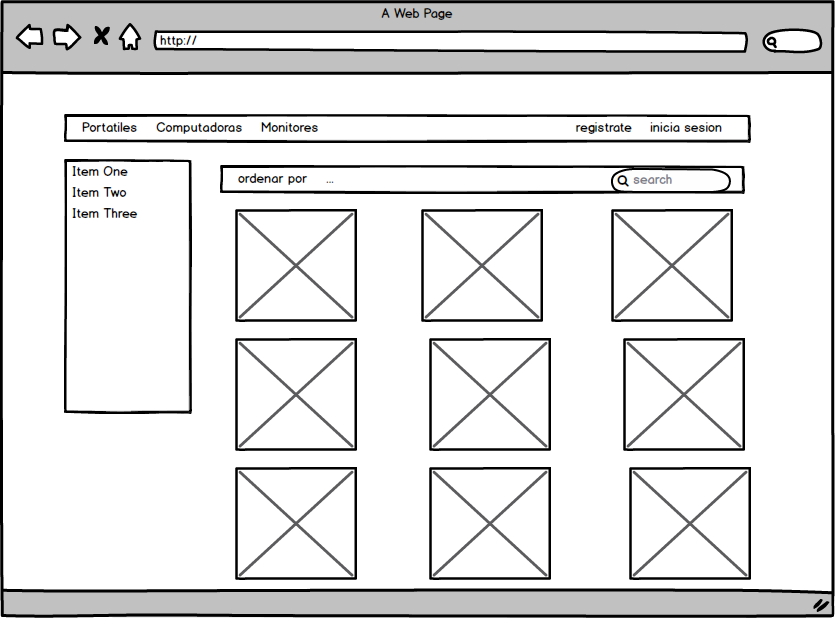 A Web Page
http://
Portatiles Computadoras Monitores registrate inicia sesion
Item One
Item Two
Item Three
ordenar por ... search